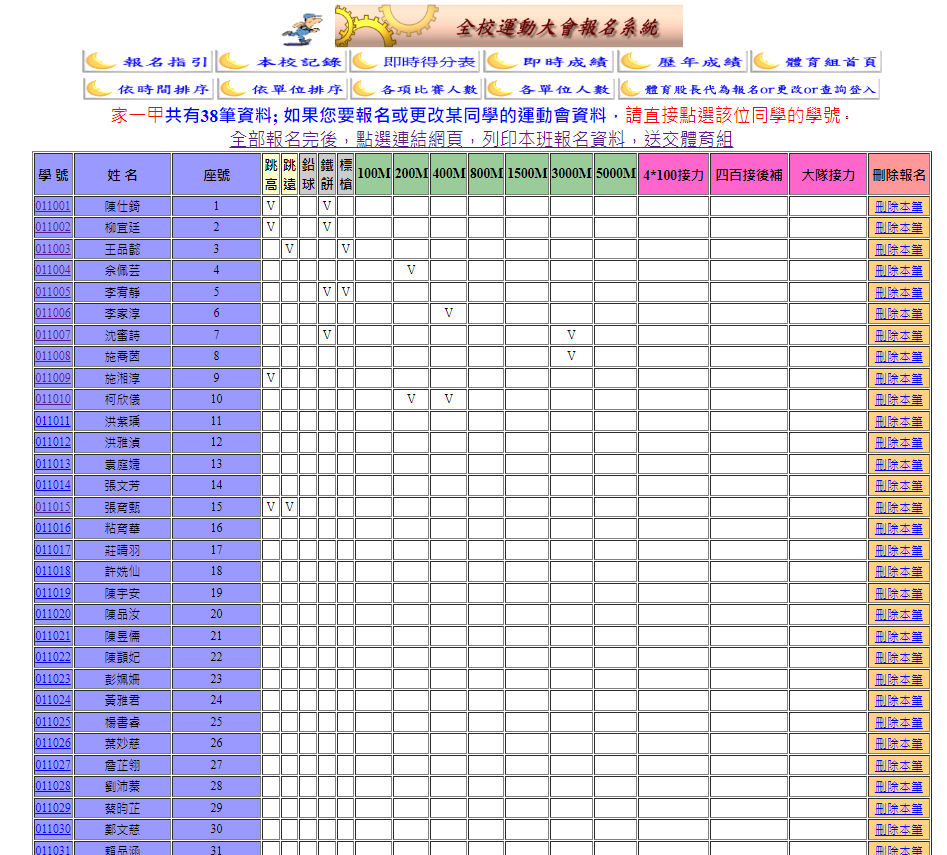 全校運動大會報名系統
報名指引 本校記錄 即時得分表 即時成績 歷年成績 體育組首頁
依時間排序 依單位排序 各項比賽人數 各單位人數 體育股長代為報名or更改or查詢登入
家一甲共有38筆資料; 如果您要報名或更改某同學的運動會資料，請直接點選該位同學的學號。
全部報名完後，點選連結網頁，列印本班報名資料，送交體育組
學號 姓名 座號 跳高 跳遠 鉛球 鐵餅 標槍 100M 200M 400M 800M 1500M 3000M 5000M 4*100接力 四百接後補 大隊接力 刪除報名
011001 陳仕錡 1 V V 刪除本筆
011002 柳宜廷 2 V V 刪除本筆
011003 王品懿 3 V V 刪除本筆
011004 余佩芸 4 V 刪除本筆
011005 李宥靜 5 V V 刪除本筆
011006 李家淳 6 V 刪除本筆
011007 沈蜜詩 7 V V 刪除本筆
011008 施喬茵 8 V 刪除本筆
011009 施湘淳 9 V 刪除本筆
011010 柯欣儀 10 V V 刪除本筆
011011 洪紫瑀 11 刪除本筆
011012 洪雅湞 12 刪除本筆
011013 袁庭婕 13 刪除本筆
011014 張文芳 14 刪除本筆
011015 張育甄 15 V V 刪除本筆
011016 粘育華 16 刪除本筆
011017 莊晴羽 17 刪除本筆
011018 許姺仙 18 刪除本筆
011019 陳宇安 19 刪除本筆
011020 陳品汝 20 刪除本筆
011021 陳昱儒 21 刪除本筆
011022 陳顗妃 22 刪除本筆
011023 彭姵姍 23 刪除本筆
011024 黃雅君 24 刪除本筆
011025 楊書睿 25 刪除本筆
011026 葉妙慈 26 刪除本筆
011027 詹芷翎 27 刪除本筆
011028 劉沛蓁 28 刪除本筆
011029 蔡昀芷 29 刪除本筆
011030 鄭文慈 30 刪除本筆
011031 賴品涵 31 刪除本筆